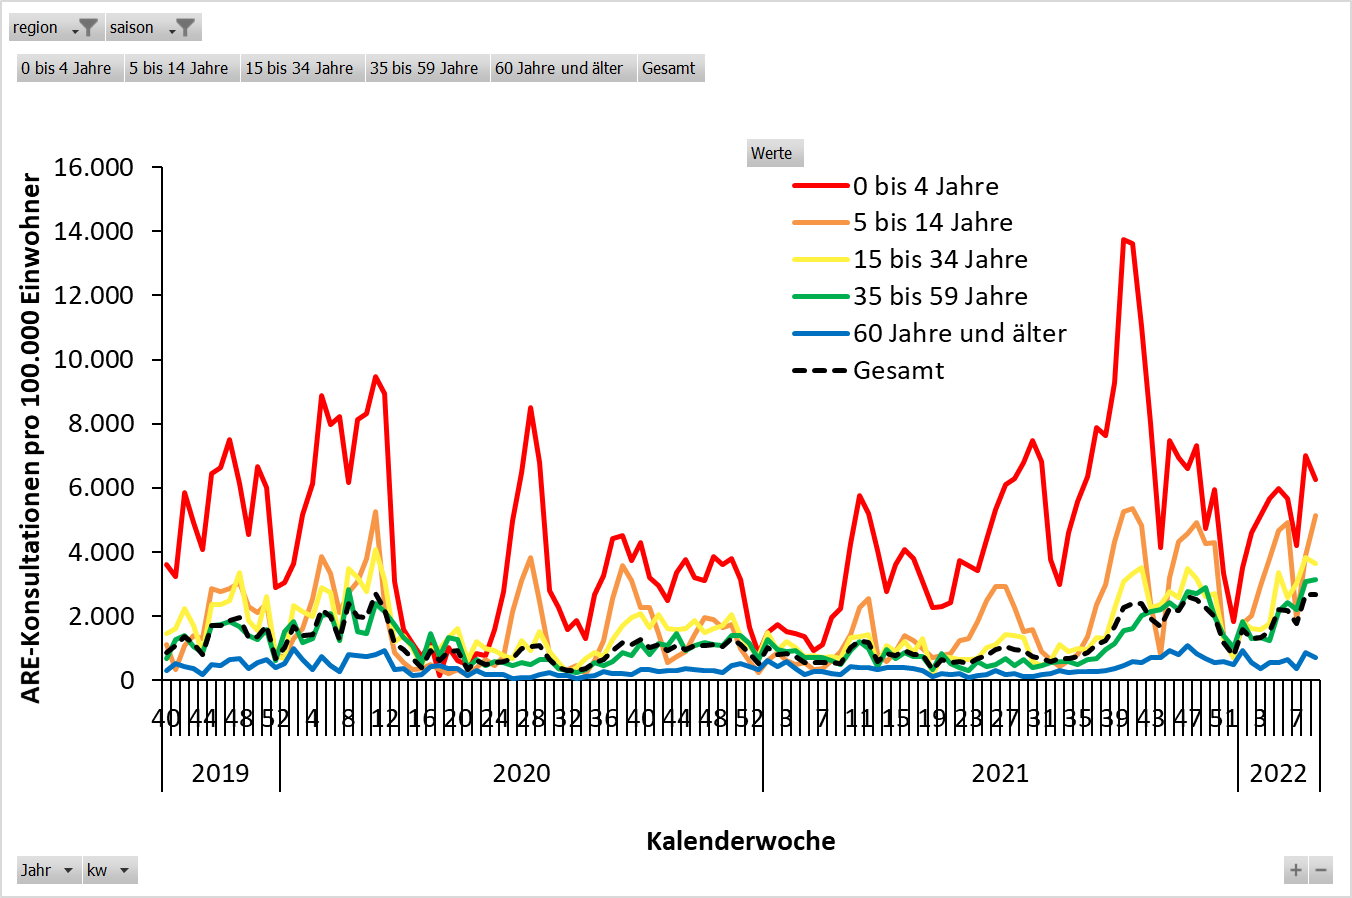 region saison
0 bis 4 Jahre 5 bis 14 Jahre 15 bis 34 Jahre 35 bis 59 Jahre 60 Jahre und älter Gesamt
Werte
0 bis 4 Jahre
5 bis 14 Jahre
15 bis 34 Jahre
35 bis 59 Jahre
60 Jahre und älter
Gesamt
ARE-Konsultationen pro 100.000 Einwohner
16.000
14.000
12.000
10.000
8.000
6.000
4.000
2.000
0
40 44 48 52 4 8 12 16 20 24 28 32 36 40 44 48 52 3 7 11 15 19 23 27 31 35 39 43 47 51 3 7
2019 2020 2021 2022
Kalenderwoche
Jahr kw + −